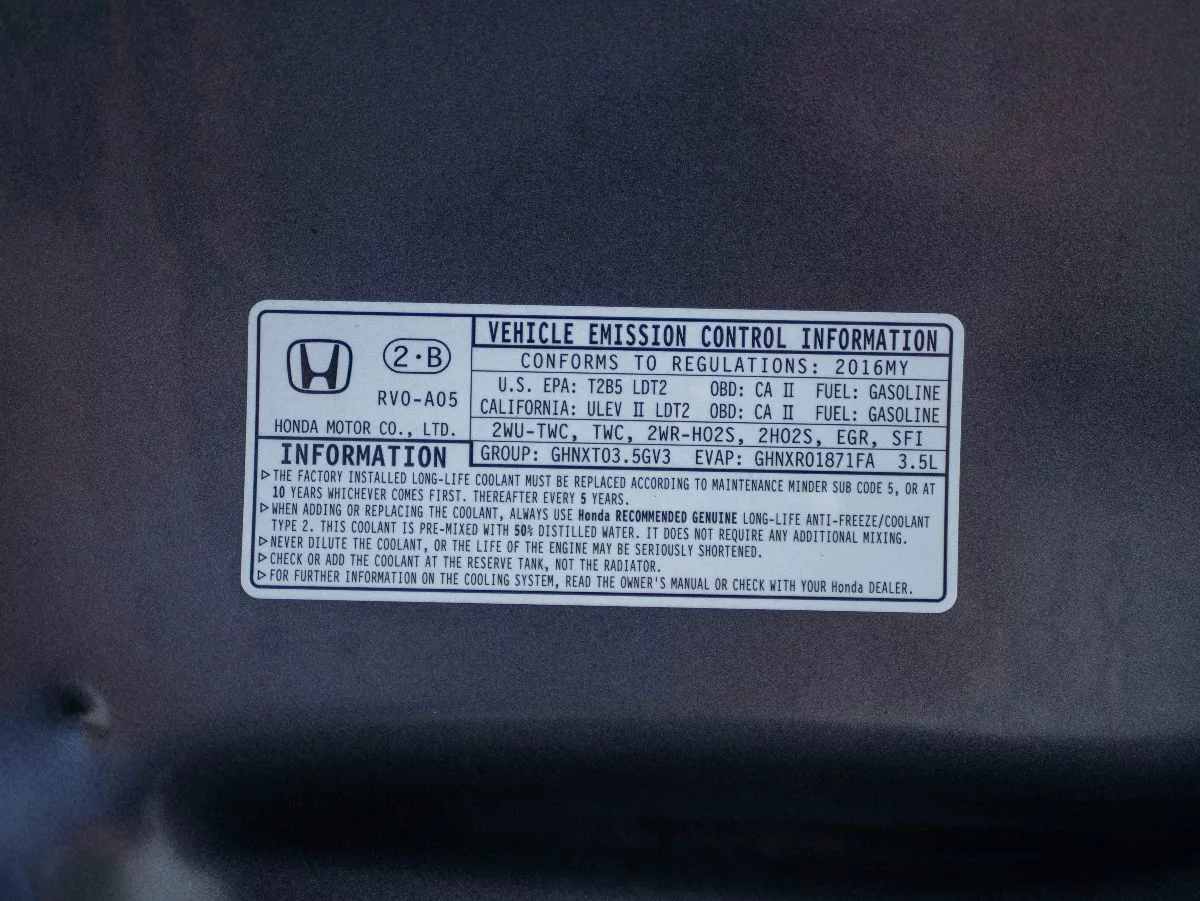 2·B
RV0-A05
HONDA MOTOR CO., LTD.
VEHICLE EMISSION CONTROL INFORMATION
CONFORMS TO REGULATIONS: 2016MY
U.S. EPA: T2B5 LDT2 OBD: CA II FUEL: GASOLINE
CALIFORNIA: ULEV II LDT2 OBD: CA II FUEL: GASOLINE
2WU-TWC, TWC, 2WR-HO2S, 2HO2S, EGR, SFI
GROUP: GHNXT03.5GV3 EVAP: GHNXR01871FA 3.5L
INFORMATION
▷THE FACTORY INSTALLED LONG-LIFE COOLANT MUST BE REPLACED ACCORDING TO MAINTENANCE MINDER SUB CODE 5, OR AT
10 YEARS WHICHEVER COMES FIRST. THEREAFTER EVERY 5 YEARS.
▷WHEN ADDING OR REPLACING THE COOLANT, ALWAYS USE Honda RECOMMENDED GENUINE LONG-LIFE ANTI-FREEZE/COOLANT
TYPE 2. THIS COOLANT IS PRE-MIXED WITH 50% DISTILLED WATER. IT DOES NOT REQUIRE ANY ADDITIONAL MIXING.
▷NEVER DILUTE THE COOLANT, OR THE LIFE OF THE ENGINE MAY BE SERIOUSLY SHORTENED.
▷CHECK OR ADD THE COOLANT AT THE RESERVE TANK, NOT THE RADIATOR.
▷FOR FURTHER INFORMATION ON THE COOLING SYSTEM, READ THE OWNER'S MANUAL OR CHECK WITH YOUR Honda DEALER.